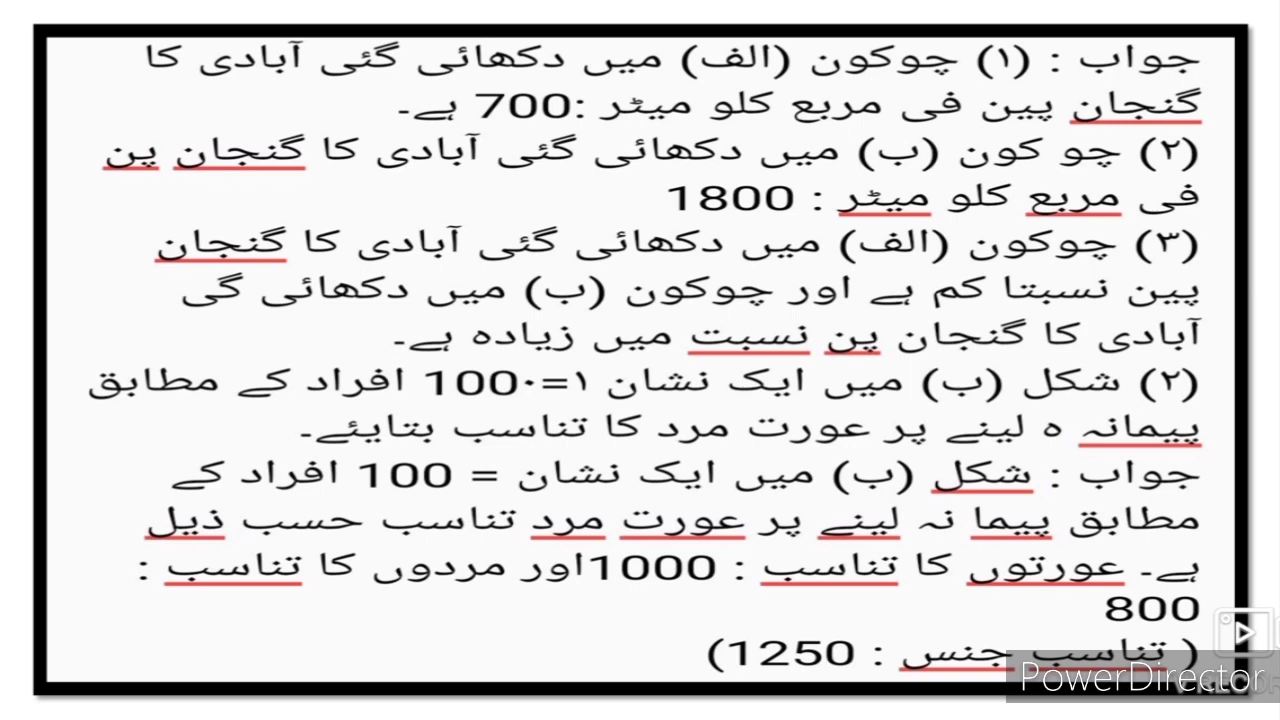 جواب : (۱) چوکون (الف) میں دکھائی گئی آبادی کا
گنجان پین فی مربع کلو میٹر :700 ہے۔
(۲) چو کون (ب) میں دکھائی گئی آبادی کا گنجان پن
فی مربع کلو میٹر : 1800
(۳) چوکون (الف) میں دکھائی گئی آبادی کا گنجان
پین نسبتا کم ہے اور چوکون (ب) میں دکھائی گی
آبادی کا گنجان پن نسبت میں زیادہ ہے۔
(۲) شکل (ب) میں ایک نشان ۱=۰100 افراد کے مطابق
پیمانہ ہ لینے پر عورت مرد کا تناسب بتایئے۔
جواب : شکل (ب) میں ایک نشان = 100 افراد کے
مطابق پیما نہ لینے پر عورت مرد تناسب حسب ذیل
ہے۔ عورتوں کا تناسب : 1000اور مردوں کا تناسب :
800
( تناسب جنس : 1250)
PowerDirector